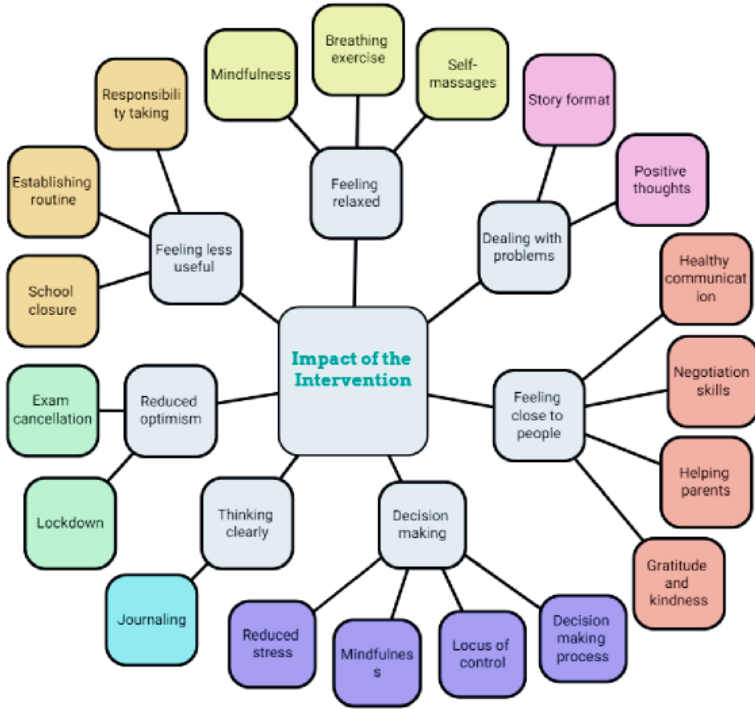 Breathing
exercise
Mindfulness
Self-
massages
Responsibili
ty taking
Story format
Feeling
relaxed
Positive
thoughts
Establishing
routine
Feeling less
useful
Dealing with
problems
Healthy
communicat
ion
School
closure
Impact of the
Intervention
Negotiation
skills
Exam
cancellation
Reduced
optimism
Feeling
close to
people
Helping
parents
Lockdown
Thinking
clearly
Decision
making
Gratitude
and
kindness
Journaling
Reduced
stress
Mindfulnes
s
Locus of
control
Decision
making
process